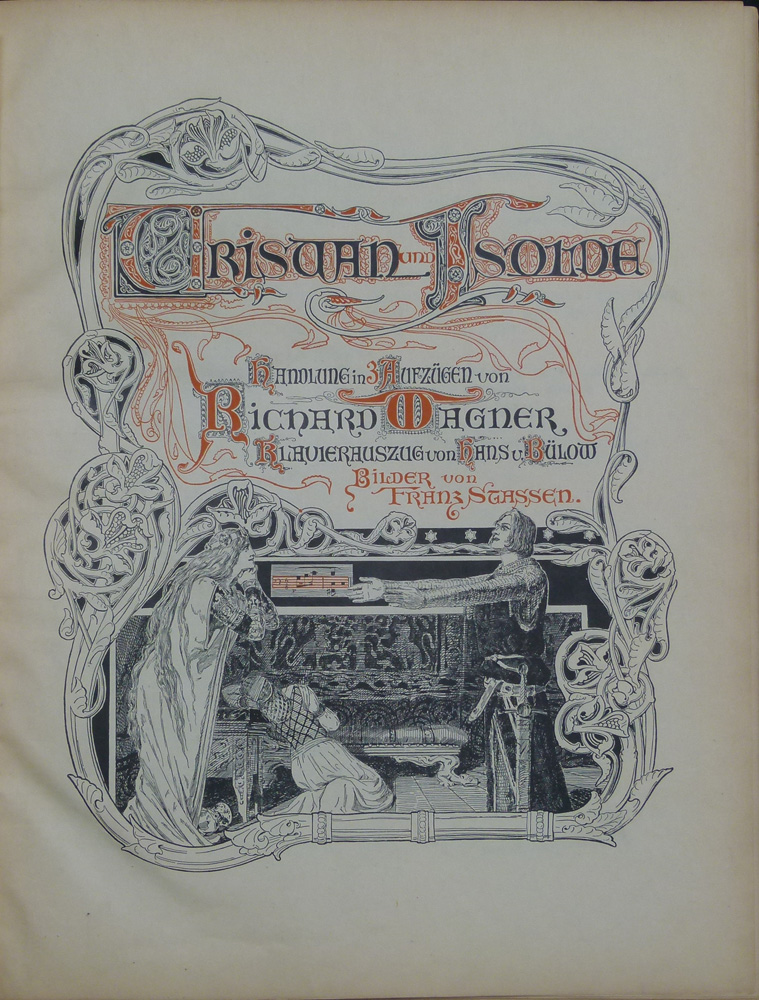 Tristan und Isolde
Handlung in 3 Aufzügen von
Richard Wagner
Klavierauszug von Hans v. Bülow
Bilder von
Franz Stassen.